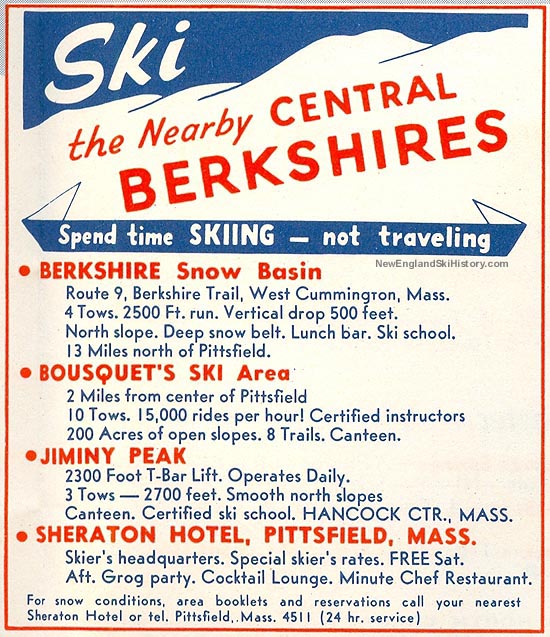 Ski
the Nearby CENTRAL
BERKSHIRES
Spend time SKIING — not traveling
NewEnglandSkiHistory.com
• BERKSHIRE Snow Basin
Route 9, Berkshire Trail, West Cummington, Mass.
4 Tows. 2500 Ft. run. Vertical drop 500 feet.
North slope. Deep snow belt. Lunch bar. Ski school.
13 Miles north of Pittsfield.
• BOUSQUET'S SKI Area
2 Miles from center of Pittsfield
10 Tows. 15,000 rides per hour! Certified instructors
200 Acres of open slopes. 8 Trails. Canteen.
• JIMINY PEAK
2300 Foot T-Bar Lift. Operates Daily.
3 Tows — 2700 feet. Smooth north slopes
Canteen. Certified ski school. HANCOCK CTR., MASS.
• SHERATON HOTEL, PITTSFIELD, MASS.
Skier's headquarters. Special skier's rates. FREE Sat.
Aft. Grog party. Cocktail Lounge. Minute Chef Restaurant.
For snow conditions, area booklets and reservations call your nearest
Sheraton Hotel or tel. Pittsfield, Mass. 4511 (24 hr. service)